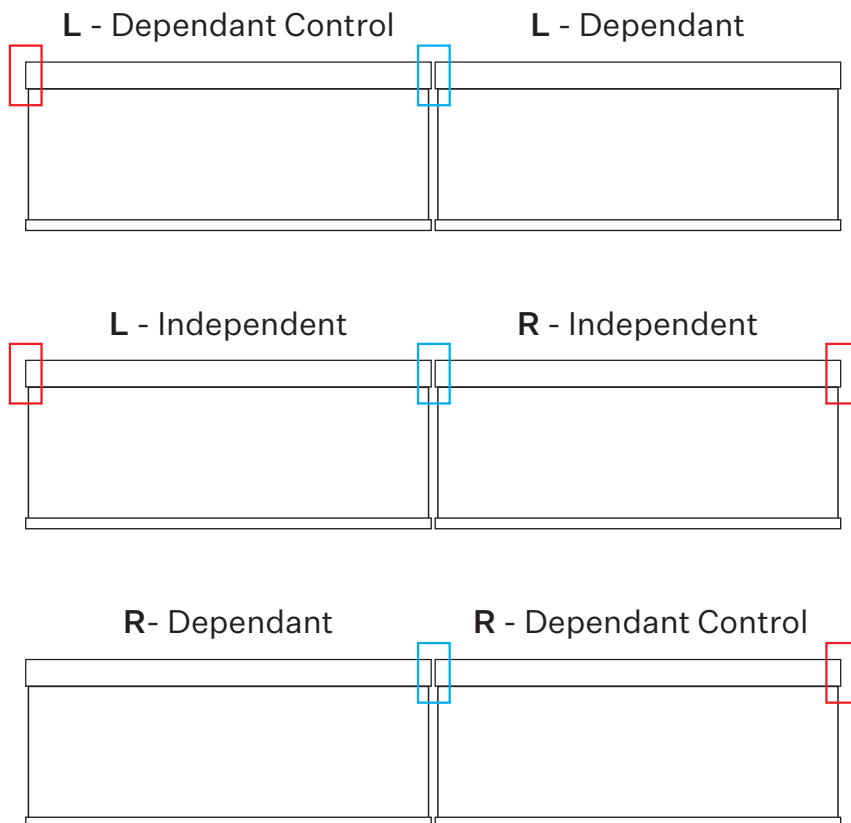 L - Dependant Control
L - Dependant
L - Independent
R - Independent
R- Dependant
R - Dependant Control